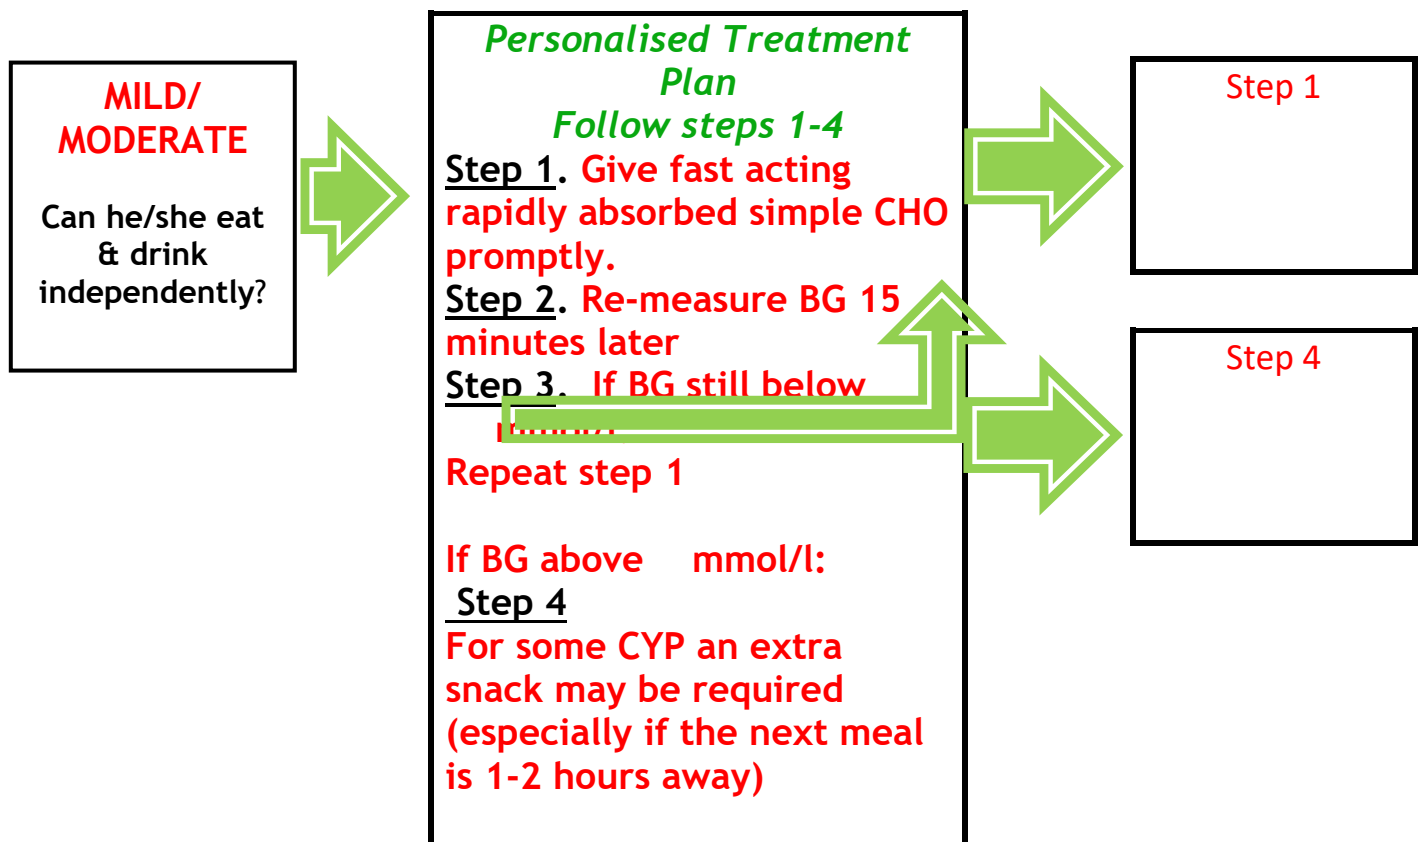 MILD/
MODERATE
Can he/she eat
& drink
independently?
Personalised Treatment
Plan
Follow steps 1-4
Step 1. Give fast acting
rapidly absorbed simple CHO
promptly.
Step 2. Re-measure BG 15
minutes later
Step 3. If BG still below
mmol/l
Repeat step 1
If BG above mmol/l:
Step 4
For some CYP an extra
snack may be required
(especially if the next meal
is 1-2 hours away)
Step 1
Step 4